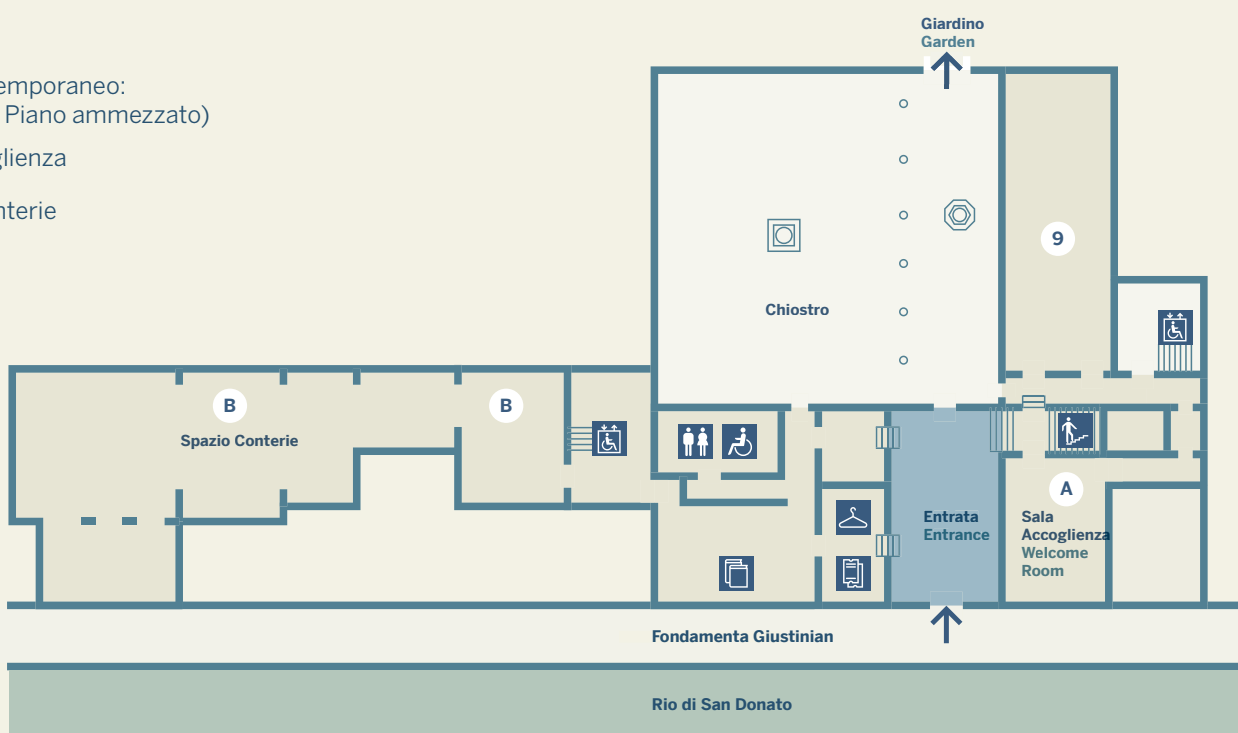 emporaneo:
Piano ammezzato)
glienza
nterie
Giardino
Garden
9
Chiostro
B
B
Spazio Conterie
A
Entrata
Entrance
Sala
Accoglienza
Welcome
Room
Fondamenta Giustinian
Rio di San Donato